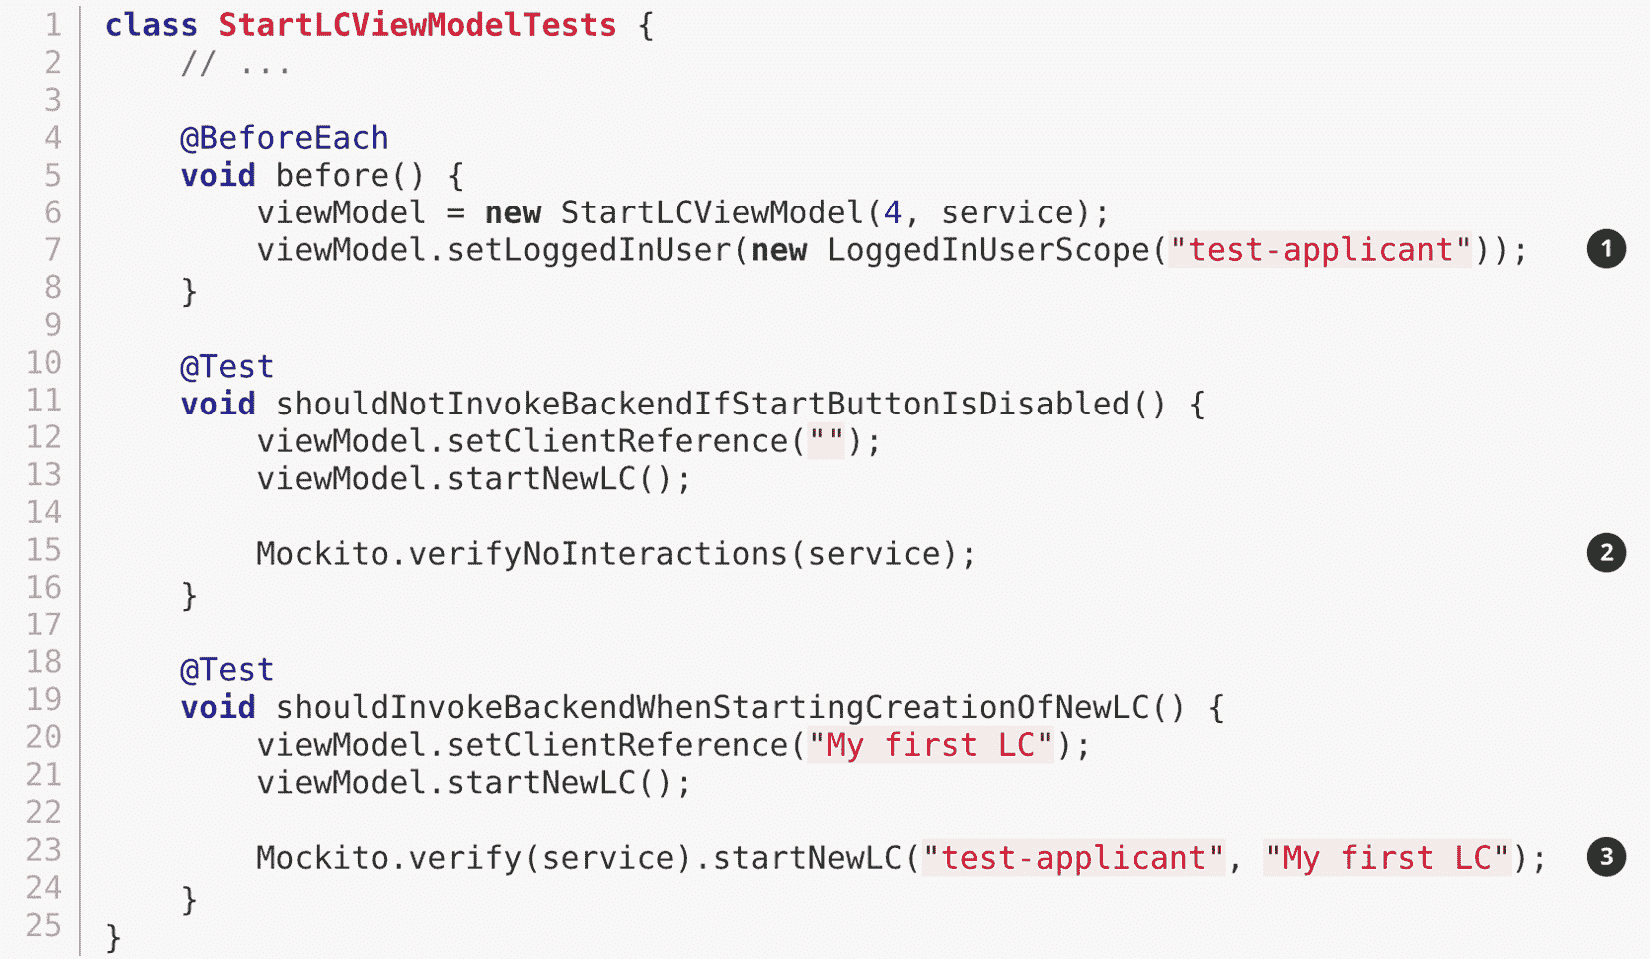 1 class StartLCViewModelTests {
2     // ...
3
4     @BeforeEach
5     void before() {
6         viewModel = new StartLCViewModel(4, service);
7         viewModel.setLoggedInUser(new LoggedInUserScope("test-applicant")); 1
8     }
9
10     @Test
11     void shouldNotInvokeBackendIfStartButtonIsDisabled() {
12         viewModel.setClientReference("");
13         viewModel.startNewLC();
14
15         Mockito.verifyNoInteractions(service); 2
16     }
17
18     @Test
19     void shouldInvokeBackendWhenStartingCreationOfNewLC() {
20         viewModel.setClientReference("My first LC");
21         viewModel.startNewLC();
22
23         Mockito.verify(service).startNewLC("test-applicant", "My first LC"); 3
24     }
25 }